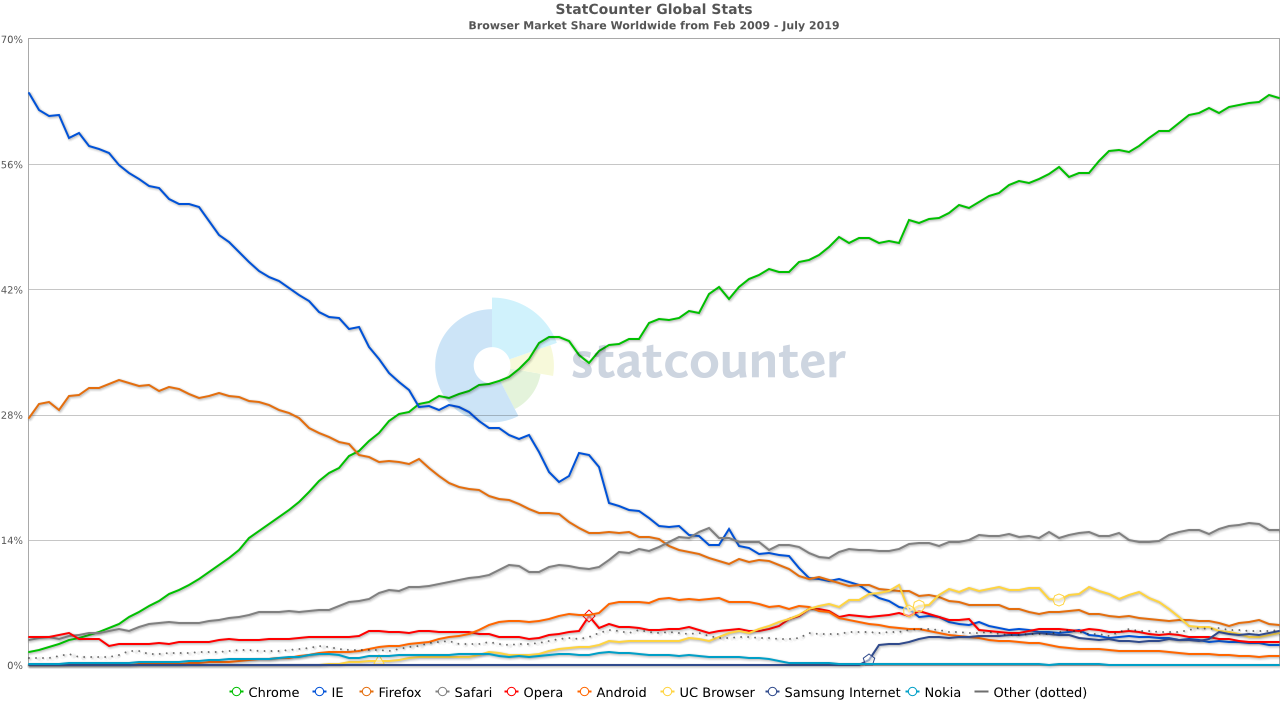 StatCounter Global Stats
Browser Market Share Worldwide from Feb 2009 - July 2019
70%
56%
42%
statcounter
28%
14%
0%
Chrome IE Firefox Safari Opera Android UC Browser Samsung Internet Nokia Other (dotted)